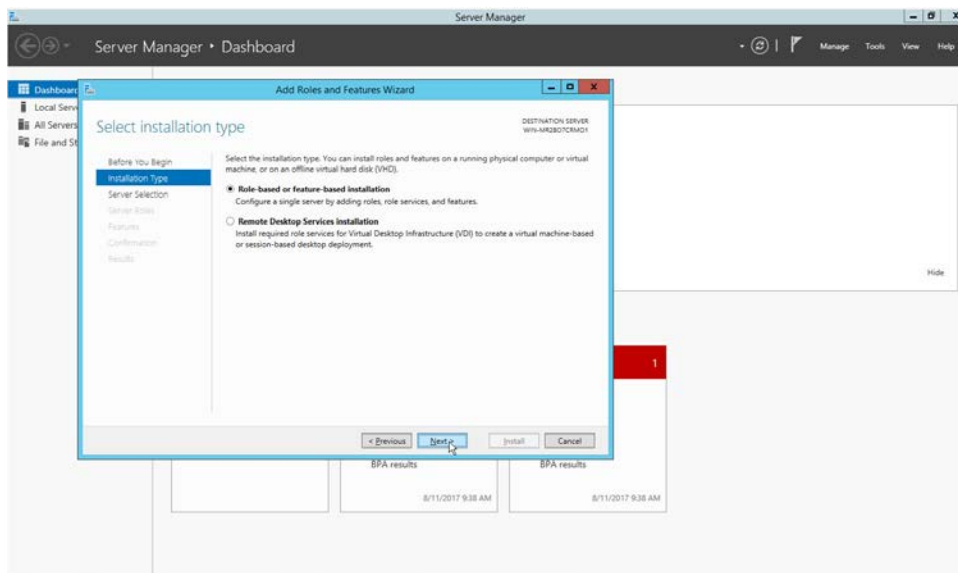 Server Manager
Server Manager • Dashboard
Manage Tools View Help
Dashboard
Local Serv
All Servers
File and St
Add Roles and Features Wizard
Select installation type
DESTINATION SERVER
WIN-MR2BO7CRMO1
Before You Begin
Installation Type
Server Selection
Server Roles
Features
Confirmation
Results
Select the installation type. You can install roles and features on a running physical computer or virtual
machine, or on an offline virtual hard disk (VHD).
Role-based or feature-based installation
Configure a single server by adding roles, role services, and features.
Remote Desktop Services installation
Install required role services for Virtual Desktop Infrastructure (VDI) to create a virtual machine-based
or session-based desktop deployment.
Hide
1
< Previous Next > Install Cancel
BPA results BPA results
8/11/2017 9:38 AM 8/11/2017 9:38 AM